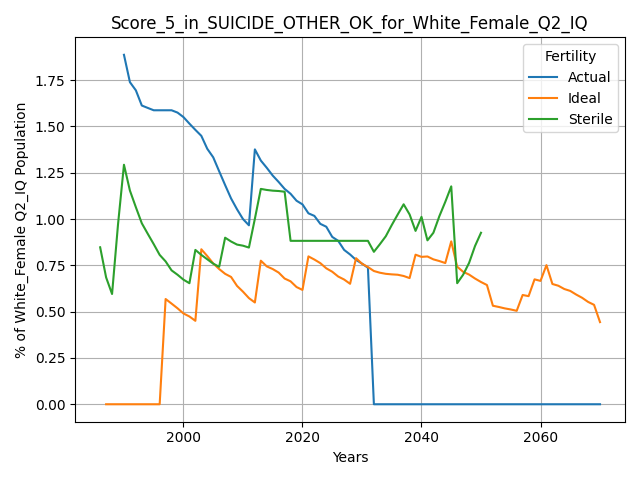 Score_5_in_SUICIDE_OTHER_OK_for_White_Female_Q2_IQ
% of White_Female Q2_IQ Population
1.75
1.50
1.25
1.00
0.75
0.50
0.25
0.00
Fertility
Actual
Ideal
Sterile
2000
2020
2040
2060
Years